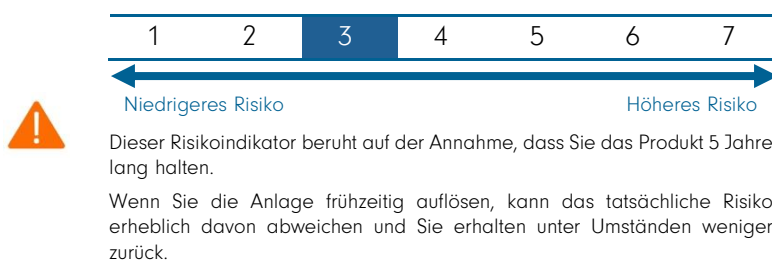 1 2 3 4 5 6 7
Niedrigeres Risiko Höheres Risiko
Dieser Risikoindikator beruht auf der Annahme, dass Sie das Produkt 5 Jahre
lang halten.
Wenn Sie die Anlage frühzeitig auflösen, kann das tatsächliche Risiko
erheblich davon abweichen und Sie erhalten unter Umständen weniger
zurück.